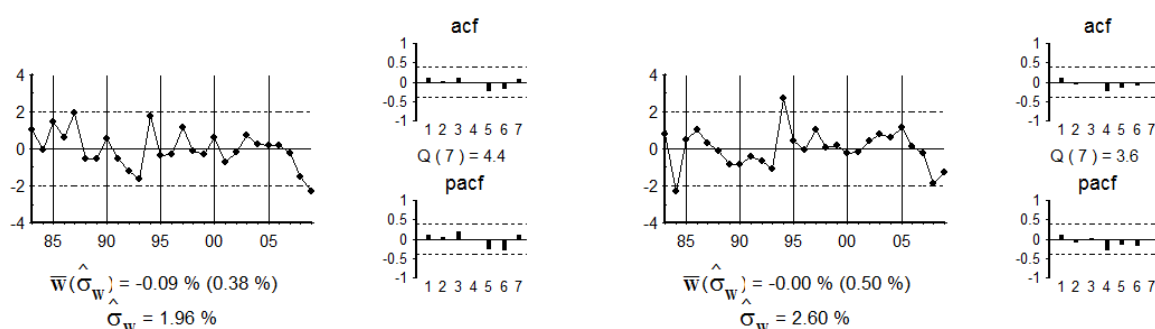 acf
1
0.5
0
-0.5
-1
1 2 3 4 5 6 7
Q ( 7 ) = 4.4
pacf
1
0.5
0
-0.5
-1
1 2 3 4 5 6 7
4
2
0
-2
-4
85 90 95 00 05
w̅(σ̂w) = -0.09 % (0.38 %)
σ̂w = 1.96 %
acf
1
0.5
0
-0.5
-1
1 2 3 4 5 6 7
Q ( 7 ) = 3.6
pacf
1
0.5
0
-0.5
-1
1 2 3 4 5 6 7
4
2
0
-2
-4
85 90 95 00 05
w̅(σ̂w) = -0.00 % (0.50 %)
σ̂w = 2.60 %